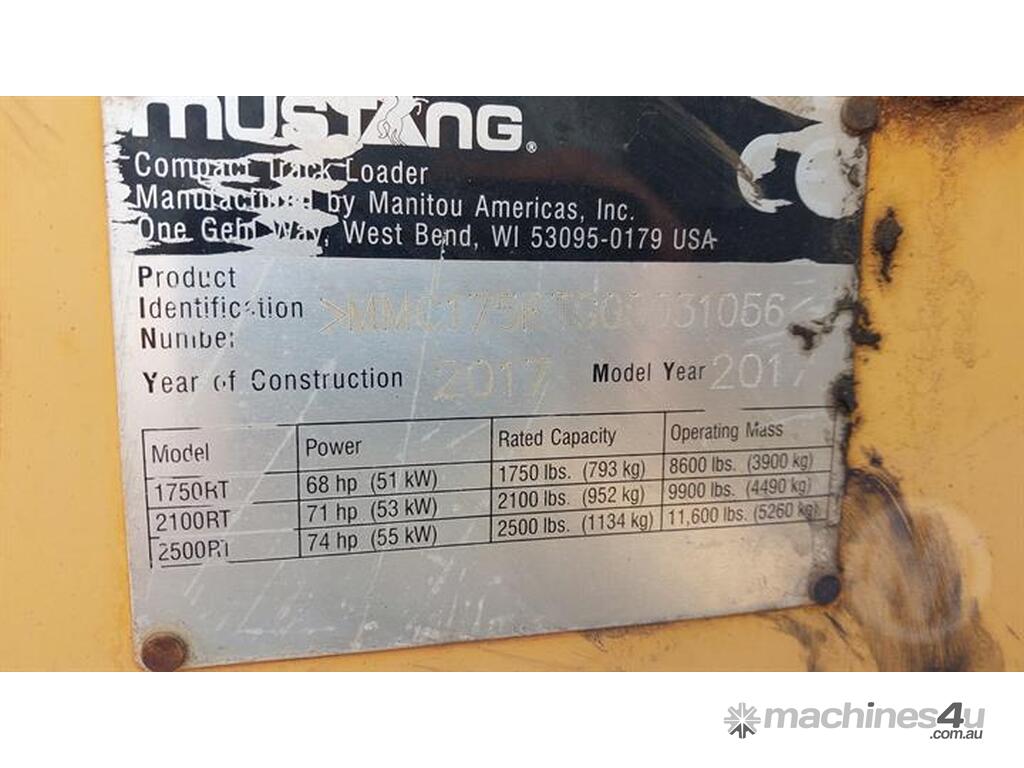 MUSTANG®
Compact Track Loader
Manufactured by Manitou Americas, Inc.
One Gehl Way, West Bend, WI 53095-0179 USA
Product
Identification
Number
Year of Construction 2017 Model Year 2017
Model Power Rated Capacity Operating Mass
1750RT 68 hp (51 kW) 1750 lbs. (793 kg) 8600 lbs. (3900 kg)
2100RT 71 hp (53 kW) 2100 lbs. (952 kg) 9900 lbs. (4490 kg)
2500RT 74 hp (55 kW) 2500 lbs. (1134 kg) 11,600 lbs. (5260 kg)
machines4u
.com.au